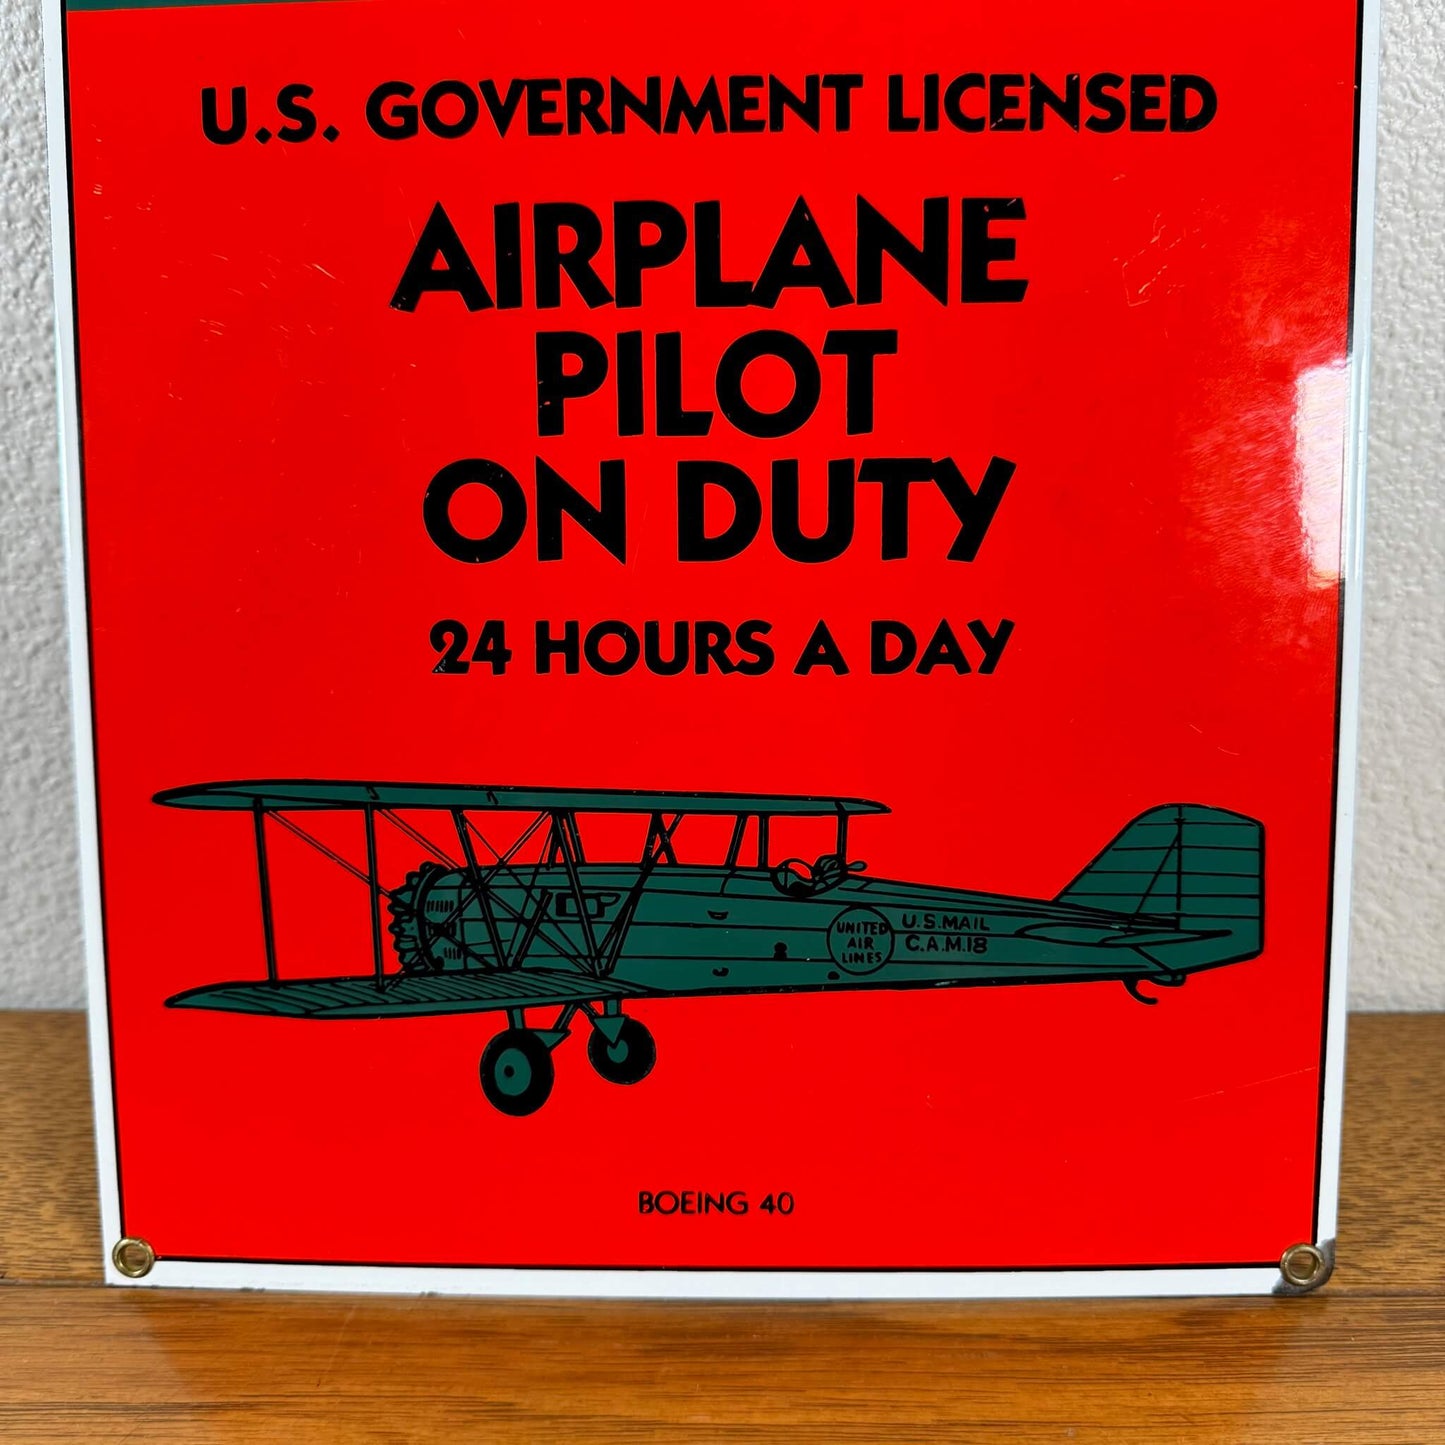 U.S. GOVERNMENT LICENSED
AIRPLANE
PILOT
ON DUTY
24 HOURS A DAY
UNITED
AIR
LINES
U.S.MAIL
C.A.M.18
BOEING 40